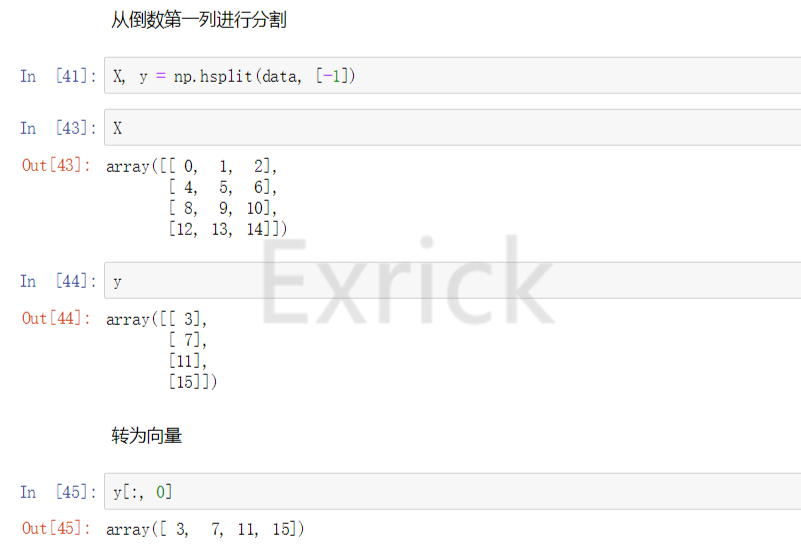 从倒数第一列进行分割
In [41]: X, y = np.hsplit(data, [-1])
In [43]: X
Out[43]: array([[ 0, 1, 2],
[ 4, 5, 6],
[ 8, 9, 10],
[12, 13, 14]])
Exrick
In [44]: y
Out[44]: array([[ 3],
[ 7],
[11],
[15]])
转为向量
In [45]: y[:, 0]
Out[45]: array([ 3, 7, 11, 15])